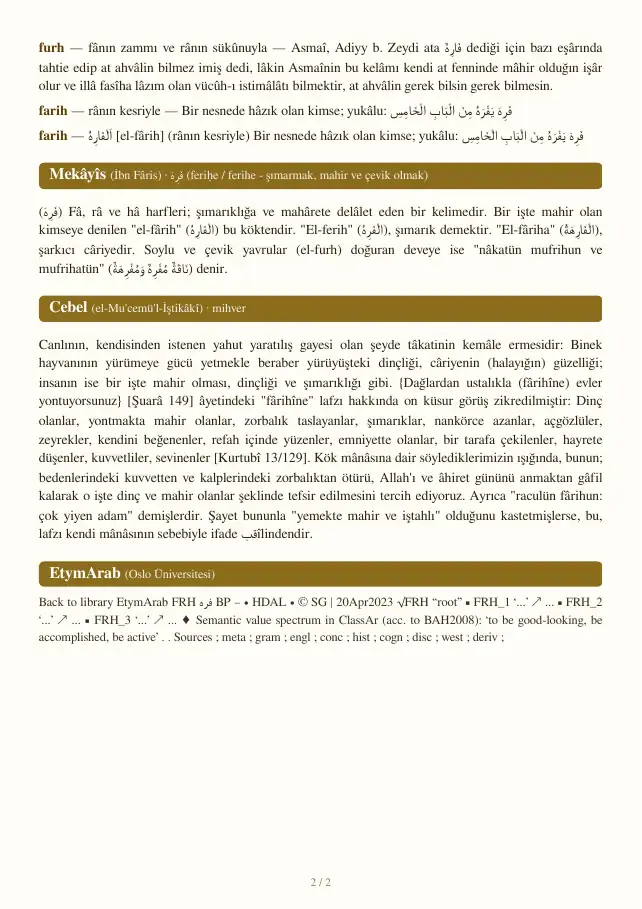 furh — fânın zammı ve rânın sükûnuyla — Asmaî, Adiyy b. Zeydi ata فَارِهٌ dediği için bazı eşârında
tahtie edip at ahvâlin bilmez imiş dedi, lâkin Asmaînin bu kelâmı kendi at fenninde mâhir olduğın işâr
olur ve illâ fasîha lâzım olan vücûh-ı istimâlâtı bilmektir, at ahvâlin gerek bilsin gerek bilmesin.
farih — rânın kesriyle — Bir nesnede hâzık olan kimse; yukâlu: فَرِهَ يَفْرَهُ مِنَ الْبَابِ الْخَامِسِ
farih — اَلْفَارِهُ [el-fârih] (rânın kesriyle) Bir nesnede hâzık olan kimse; yukâlu: فَرِهَ يَفْرَهُ مِنَ الْبَابِ الْخَامِسِ
Mekâyîs (İbn Fâris) · فَرِهَ (feriḥe / ferihe - şımarmak, mahir ve çevik olmak)
(فَرِهَ) Fâ, râ ve hâ harfleri; şımarıklığa ve mahârete delâlet eden bir kelimedir. Bir işte mahir olan
kimseye denilen "el-fârih" (الْفَارِهُ) bu köktendir. "El-ferih" (الْفَرِهُ), şımarık demektir. "El-fâriha" (الْفَارِهَةُ),
şarkıcı câriyedir. Soylu ve çevik yavrular (el-furh) doğuran deveye ise "nâkatün mufrihun ve
mufrihatün" (نَاقَةٌ مُفْرِهٌ وَمُفْرِهَةٌ) denir.
Cebel (el-Mu'cemü'l-İştikâkî) · mihver
Canlının, kendisinden istenen yahut yaratılış gayesi olan şeyde tâkatinin kemâle ermesidir: Binek
hayvanının yürümeye gücü yetmekle beraber yürüyüşteki dinçliği, câriyenin (halayığın) güzelliği;
insanın ise bir işte mahir olması, dinçliği ve şımarıklığı gibi. {Dağlardan ustalıkla (fârihîne) evler
yontuyorsunuz} [Şuarâ 149] âyetindeki "fârihîne" lafzı hakkında on küsur görüş zikredilmiştir: Dinç
olanlar, yontmakta mahir olanlar, zorbalık taslayanlar, şımarıklar, nankörce azanlar, açgözlüler,
zeyrekler, kendini beğenenler, refah içinde yüzenler, emniyette olanlar, bir tarafa çekilenler, hayrete
düşenler, kuvvetliler, sevinenler [Kurtubî 13/129]. Kök mânâsına dair söylediklerimizin ışığında, bunun;
bedenlerindeki kuvvetten ve kalplerindeki zorbalıktan ötürü, Allah'ı ve âhiret gününü anmaktan gâfil
kalarak o işte dinç ve mahir olanlar şeklinde tefsir edilmesini tercih ediyoruz. Ayrıca "raculün fârihun:
çok yiyen adam" demişlerdir. Şayet bununla "yemekte mahir ve iştahlı" olduğunu kastetmişlerse, bu,
lafzı kendi mânâsının sebebiyle ifade قبîlindendir.
EtymArab (Oslo Üniversitesi)
Back to library EtymArab FRH فره BP – • HDAL • © SG | 20Apr2023 √FRH “root” ▪ FRH_1 ‘...’ ↗ ... ▪ FRH_2
‘...’ ↗ ... ▪ FRH_3 ‘...’ ↗ ... ♦ Semantic value spectrum in ClassAr (acc. to BAH2008): ‘to be good-looking, be
accomplished, be active’ . . Sources ; meta ; gram ; engl ; conc ; hist ; cogn ; disc ; west ; deriv ;
2 / 2